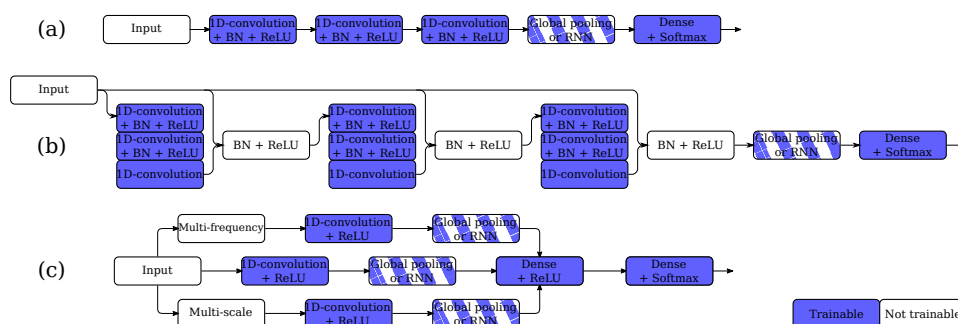 (a)
Input
1D-convolution
+ BN + ReLU
1D-convolution
+ BN + ReLU
1D-convolution
+ BN + ReLU
Global pooling
or RNN
Dense
+ Softmax
Input
(b)
1D-convolution
+ BN + ReLU
1D-convolution
+ BN + ReLU
1D-convolution
BN + ReLU
1D-convolution
+ BN + ReLU
1D-convolution
+ BN + ReLU
1D-convolution
BN + ReLU
1D-convolution
+ BN + ReLU
1D-convolution
+ BN + ReLU
1D-convolution
BN + ReLU
Global pooling
or RNN
Dense
+ Softmax
(c)
Multi-frequency
1D-convolution
+ ReLU
Global pooling
or RNN
Input
1D-convolution
+ ReLU
Global pooling
or RNN
Dense
+ ReLU
Dense
+ Softmax
Multi-scale
1D-convolution
+ ReLU
Global pooling
or RNN
Trainable
Not trainable